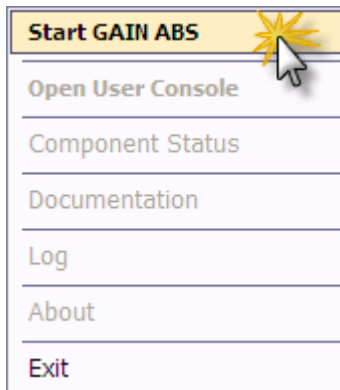 Start GAIN ABS
Open User Console
Component Status
Documentation
Log
About
Exit